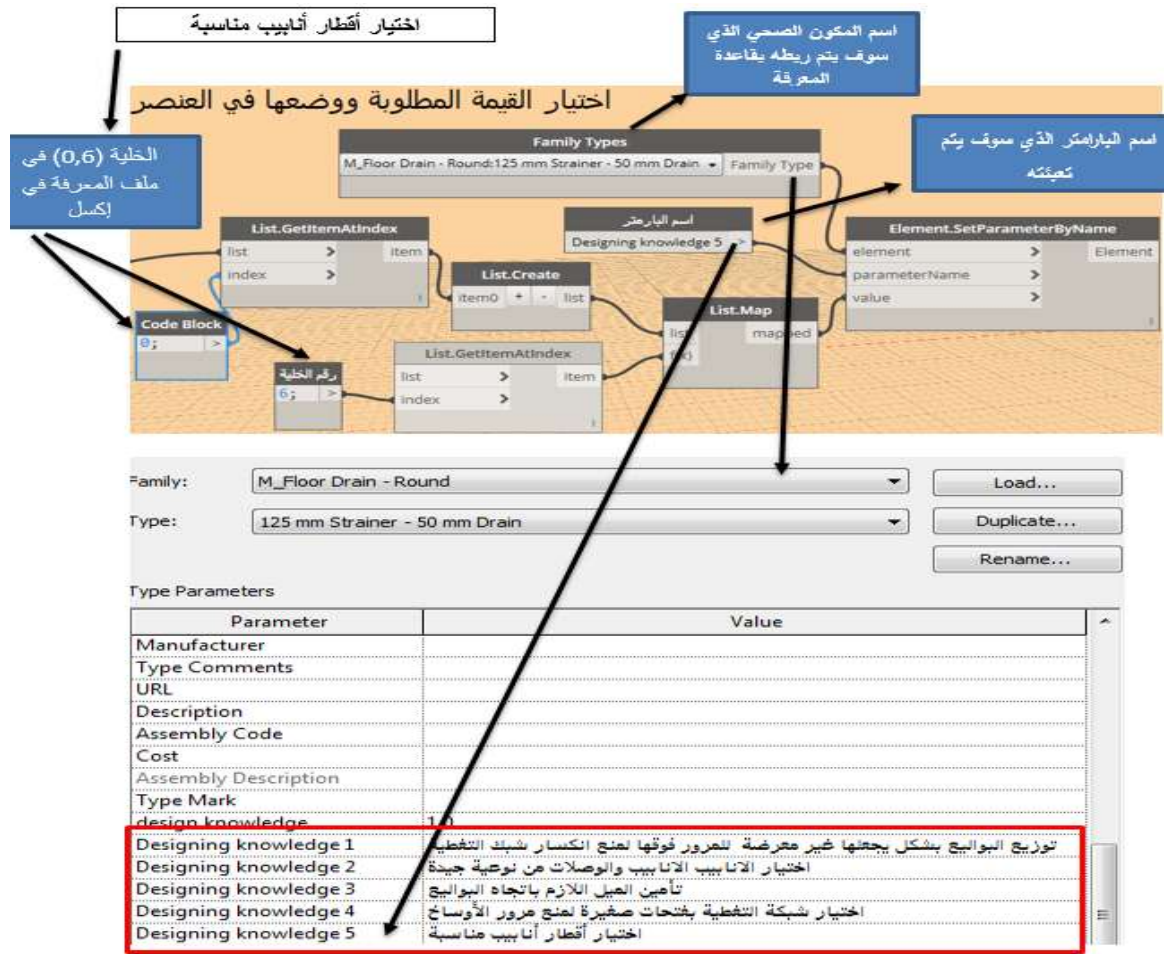 اختيار أقطار أنابيب مناسبة
اسم المكون الصحي الذي
سوف يتم ربطه بقاعدة
المعرفة
اختيار القيمة المطلوبة ووضعها في العنصر
الخلية (0,6) في
ملف المعرفة في
إكسل
اسم البارامتر الذي سوف يتم
تعبئته
Family Types
M_Floor Drain - Round:125 mm Strainer - 50 mm Drain
Family Type
List.GetItemAtIndex
list > item
index >
اسم البارمتر
Designing knowledge 5 >
Element.SetParameterByName
element > Element
parameterName >
value >
List.Create
item0 + - list
List.Map
list mapped
f(x)
Code Block
0; >
رقم الخلية
6; >
List.GetItemAtIndex
list > item
index >
Family: M_Floor Drain - Round Load...
Type: 125 mm Strainer - 50 mm Drain Duplicate...
Rename...
Type Parameters
Parameter Value
Manufacturer
Type Comments
URL
Description
Assembly Code
Cost
Assembly Description
Type Mark
design knowledge
Designing knowledge 1 توزيع البواليع بشكل يجعلها غير معرضة للمرور فوقها لمنع انكسار شبك التغطية
Designing knowledge 2 اختيار الانابيب الانابيب والوصلات من نوعية جيدة
Designing knowledge 3 تأمين الميل اللازم باتجاه البواليع
Designing knowledge 4 اختيار شبكة التغطية بفتحات صغيرة لمنع مرور الأوساخ
Designing knowledge 5 اختيار أقطار أنابيب مناسبة